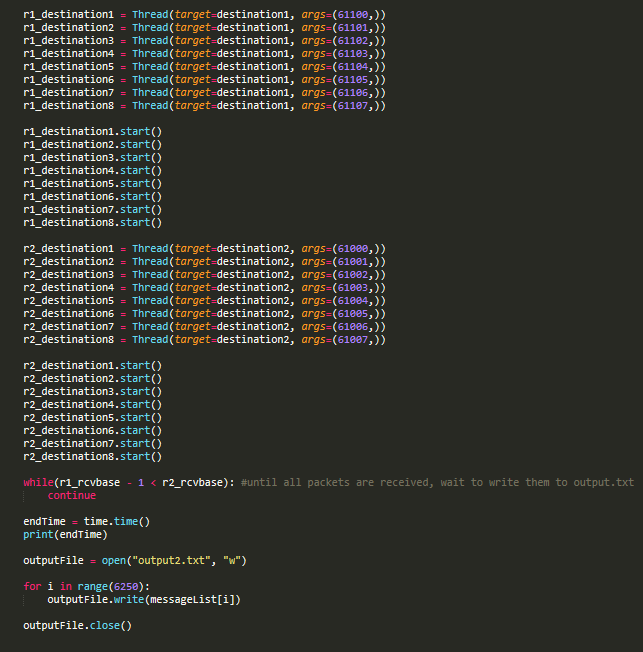 r1_destination1 = Thread(target=destination1, args=(61100,))
r1_destination2 = Thread(target=destination1, args=(61101,))
r1_destination3 = Thread(target=destination1, args=(61102,))
r1_destination4 = Thread(target=destination1, args=(61103,))
r1_destination5 = Thread(target=destination1, args=(61104,))
r1_destination6 = Thread(target=destination1, args=(61105,))
r1_destination7 = Thread(target=destination1, args=(61106,))
r1_destination8 = Thread(target=destination1, args=(61107,))
r1_destination1.start()
r1_destination2.start()
r1_destination3.start()
r1_destination4.start()
r1_destination5.start()
r1_destination6.start()
r1_destination7.start()
r1_destination8.start()
r2_destination1 = Thread(target=destination2, args=(61000,))
r2_destination2 = Thread(target=destination2, args=(61001,))
r2_destination3 = Thread(target=destination2, args=(61002,))
r2_destination4 = Thread(target=destination2, args=(61003,))
r2_destination5 = Thread(target=destination2, args=(61004,))
r2_destination6 = Thread(target=destination2, args=(61005,))
r2_destination7 = Thread(target=destination2, args=(61006,))
r2_destination8 = Thread(target=destination2, args=(61007,))
r2_destination1.start()
r2_destination2.start()
r2_destination3.start()
r2_destination4.start()
r2_destination5.start()
r2_destination6.start()
r2_destination7.start()
r2_destination8.start()
while(r1_rcvbase - 1 < r2_rcvbase): #until all packets are received, wait to write them to output.txt
    continue
endTime = time.time()
print(endTime)
outputFile = open("output2.txt", "w")
for i in range(6250):
    outputFile.write(messageList[i])
outputFile.close()